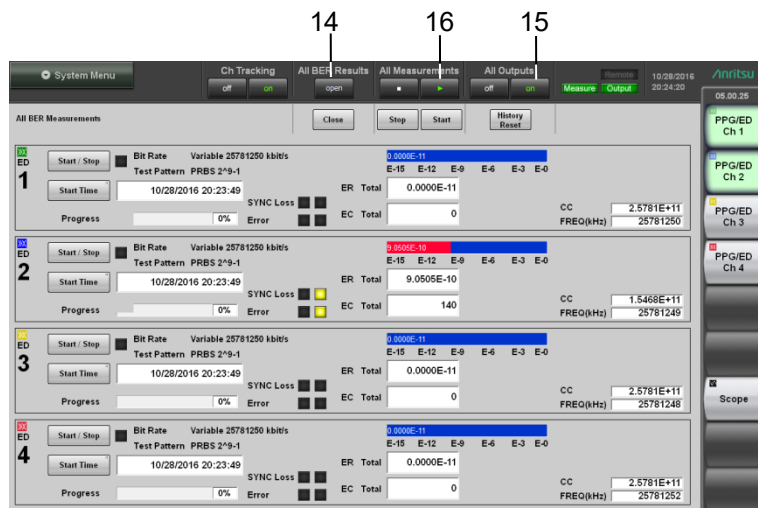 14 16 15
System Menu
Ch Tracking All BER Results All Measurements All Outputs
off on open ■ ► off on
Remote
Measure Output
10/28/2016
20:24:20
Anritsu
05.00.25
All BER Measurements Close Stop Start History Reset
PPG/ED
Ch 1
PPG/ED
Ch 2
PPG/ED
Ch 3
PPG/ED
Ch 4
Scope
ED
1
Start / Stop
Bit Rate Variable 25781250 kbit/s
Test Pattern PRBS 2^9-1
Start Time 10/28/2016 20:23:49
SYNC Loss
Progress 0% Error
0.0000E-11
E-15 E-12 E-9 E-6 E-3 E-0
ER Total 0.0000E-11
EC Total 0
CC 2.5781E+11
FREQ(kHz) 25781250
ED
2
Start / Stop
Bit Rate Variable 25781250 kbit/s
Test Pattern PRBS 2^9-1
Start Time 10/28/2016 20:23:49
SYNC Loss
Progress 0% Error
9.0505E-10
E-15 E-12 E-9 E-6 E-3 E-0
ER Total 9.0505E-10
EC Total 140
CC 1.5468E+11
FREQ(kHz) 25781249
ED
3
Start / Stop
Bit Rate Variable 25781250 kbit/s
Test Pattern PRBS 2^9-1
Start Time 10/28/2016 20:23:49
SYNC Loss
Progress 0% Error
0.0000E-11
E-15 E-12 E-9 E-6 E-3 E-0
ER Total 0.0000E-11
EC Total 0
CC 2.5781E+11
FREQ(kHz) 25781248
ED
4
Start / Stop
Bit Rate Variable 25781250 kbit/s
Test Pattern PRBS 2^9-1
Start Time 10/28/2016 20:23:49
SYNC Loss
Progress 0% Error
0.0000E-11
E-15 E-12 E-9 E-6 E-3 E-0
ER Total 0.0000E-11
EC Total 0
CC 2.5781E+11
FREQ(kHz) 25781252